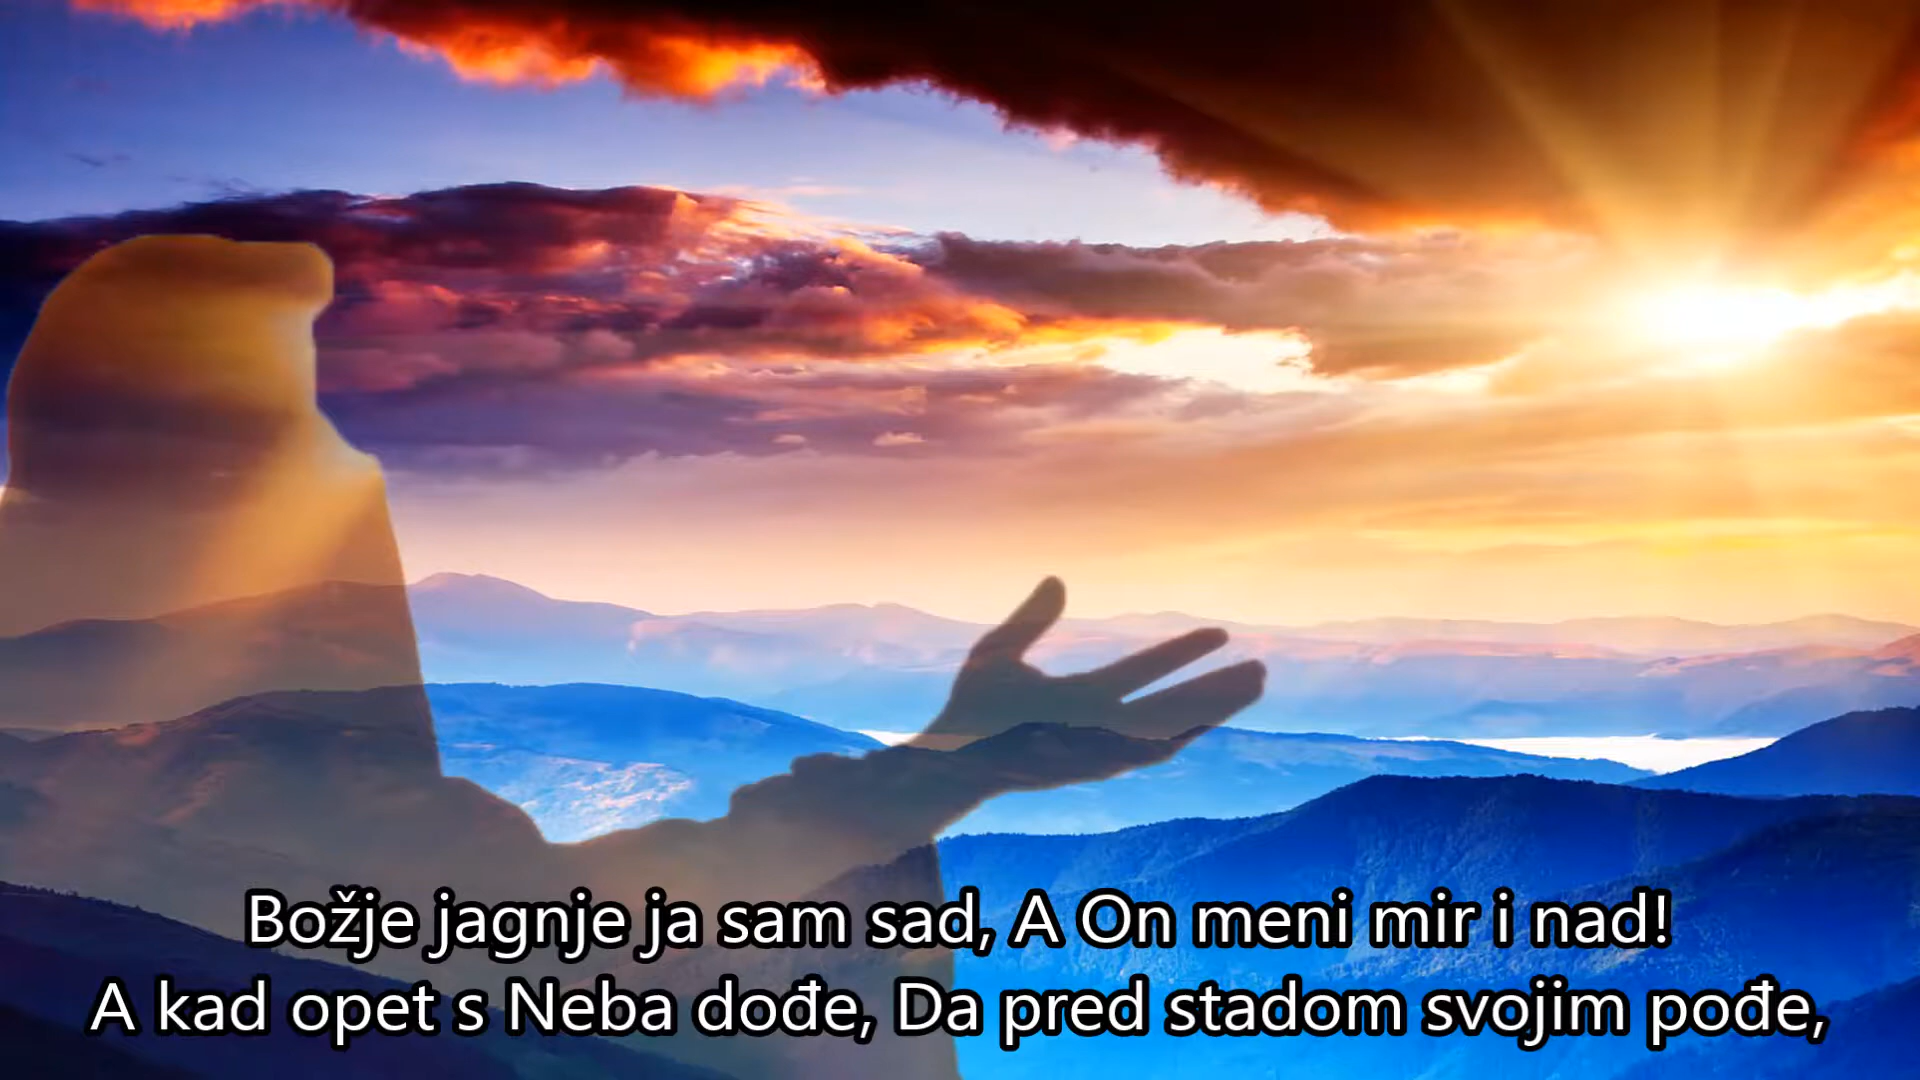 Božje jagnje ja sam sad, A On meni mir i nad!
A kad opet s Neba dođe, Da pred stadom svojim pođe,